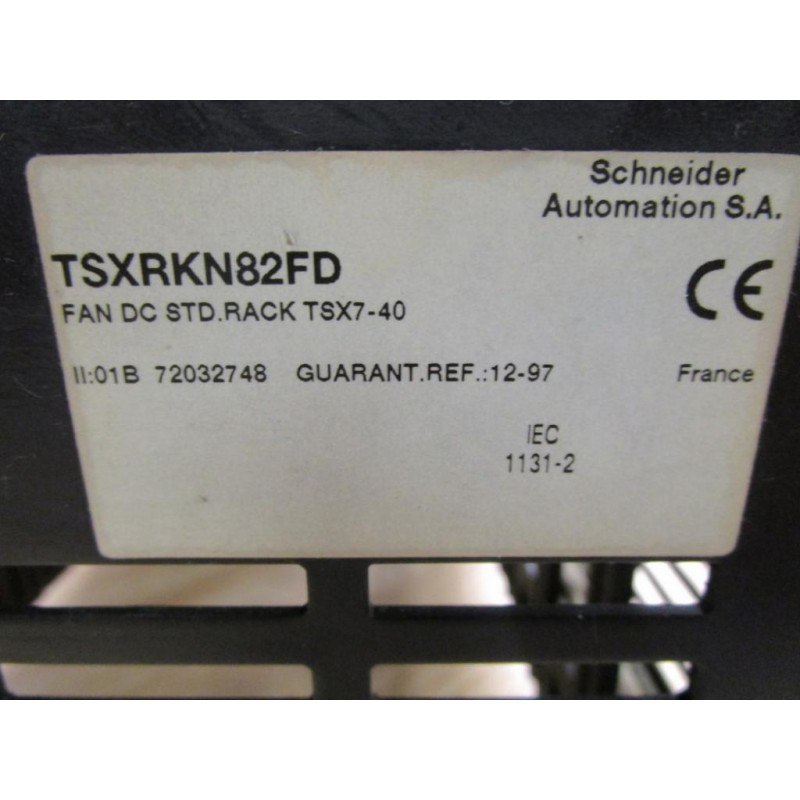 Schneider
Automation S.A.
TSXRKN82FD
FAN DC STD.RACK TSX7-40
CE
II:01B 72032748 GUARANT.REF.:12-97 France
IEC
1131-2